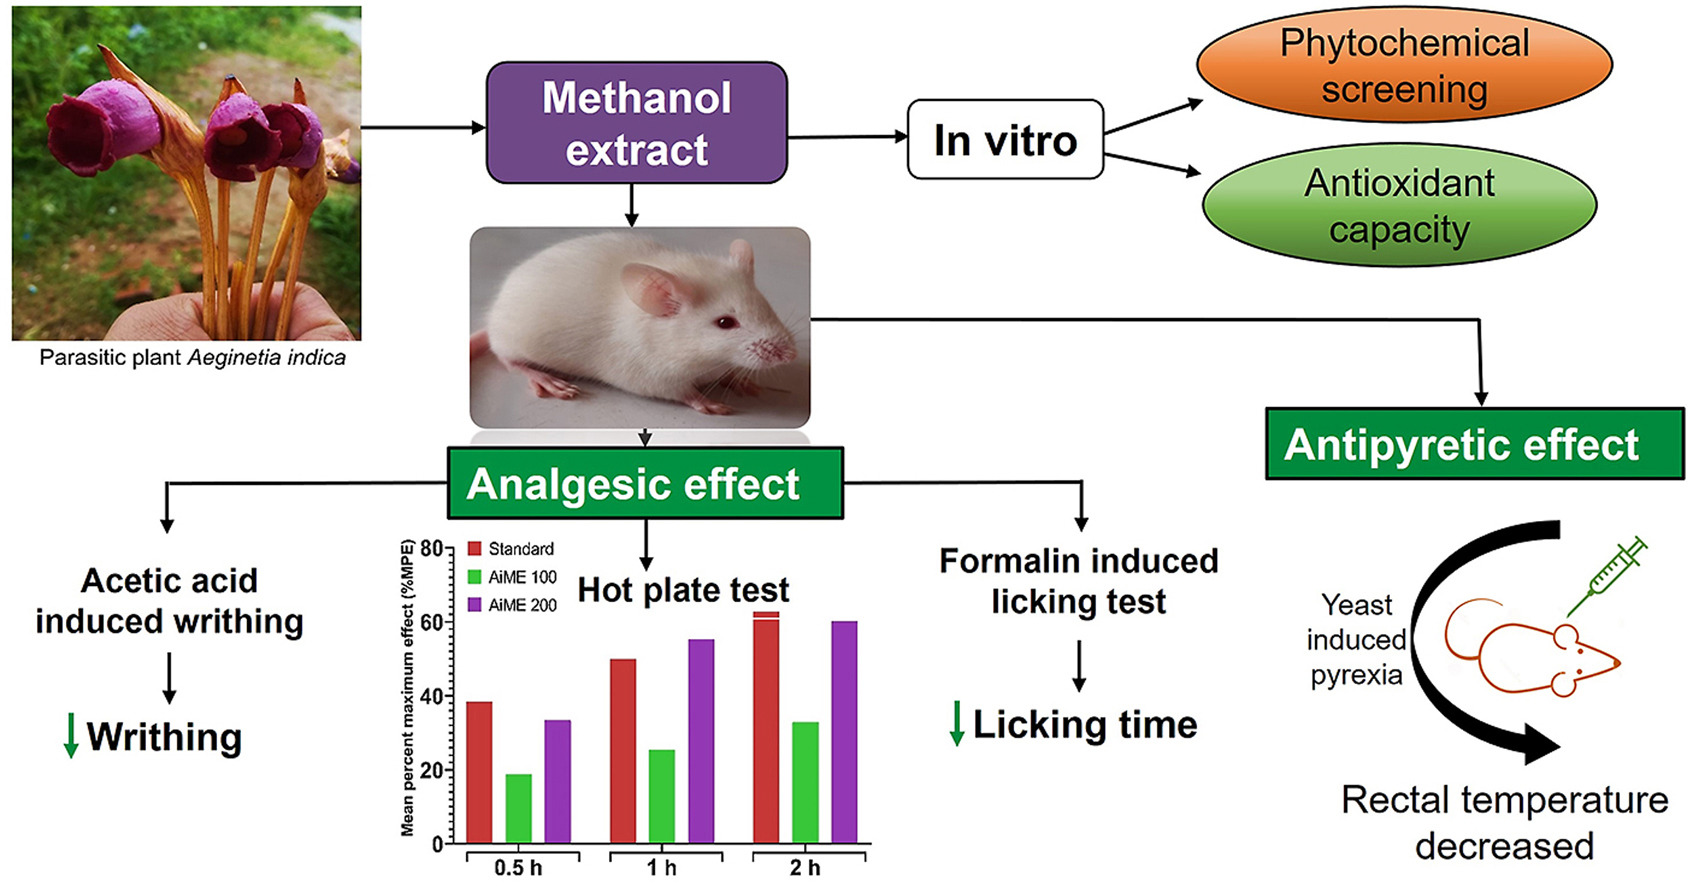 Phytochemical
screening
Methanol
extract
In vitro
Antioxidant
capacity
Parasitic plant Aeginetia indica
Antipyretic effect
Analgesic effect
Acetic acid
induced writhing
Writhing
Mean percent maximum effect (%MPE)
80
60
40
20
0
Standard
AiME 100
AiME 200
Hot plate test
0.5 h
1 h
2 h
Formalin induced
licking test
Licking time
Yeast
induced
pyrexia
Rectal temperature
decreased